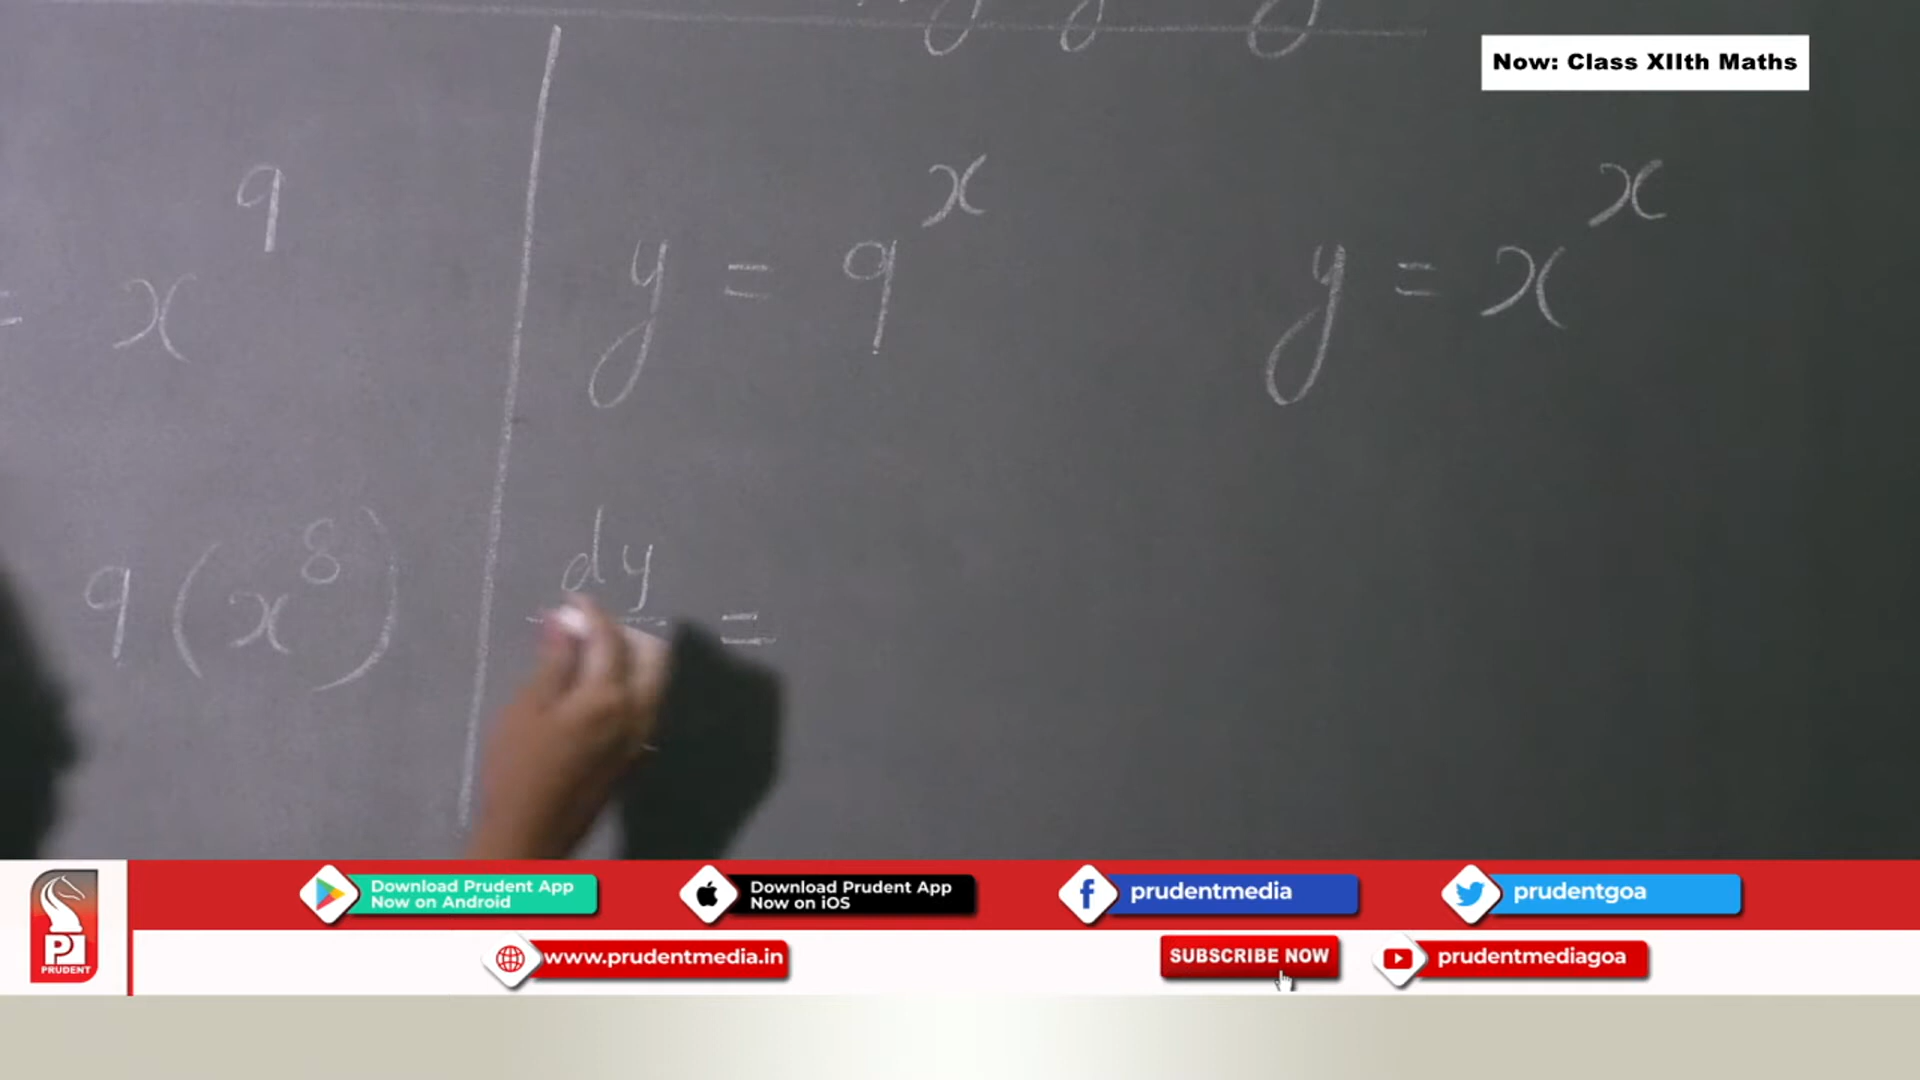 Now: Class XIIth Maths
= x^9
y = 9^x
y = x^x
9(x^8)
dy
=
Download Prudent App
Now on Android
Download Prudent App
Now on iOS
prudentmedia
prudentgoa
PRUDENT
www.prudentmedia.in
SUBSCRIBE NOW
prudentmediagoa